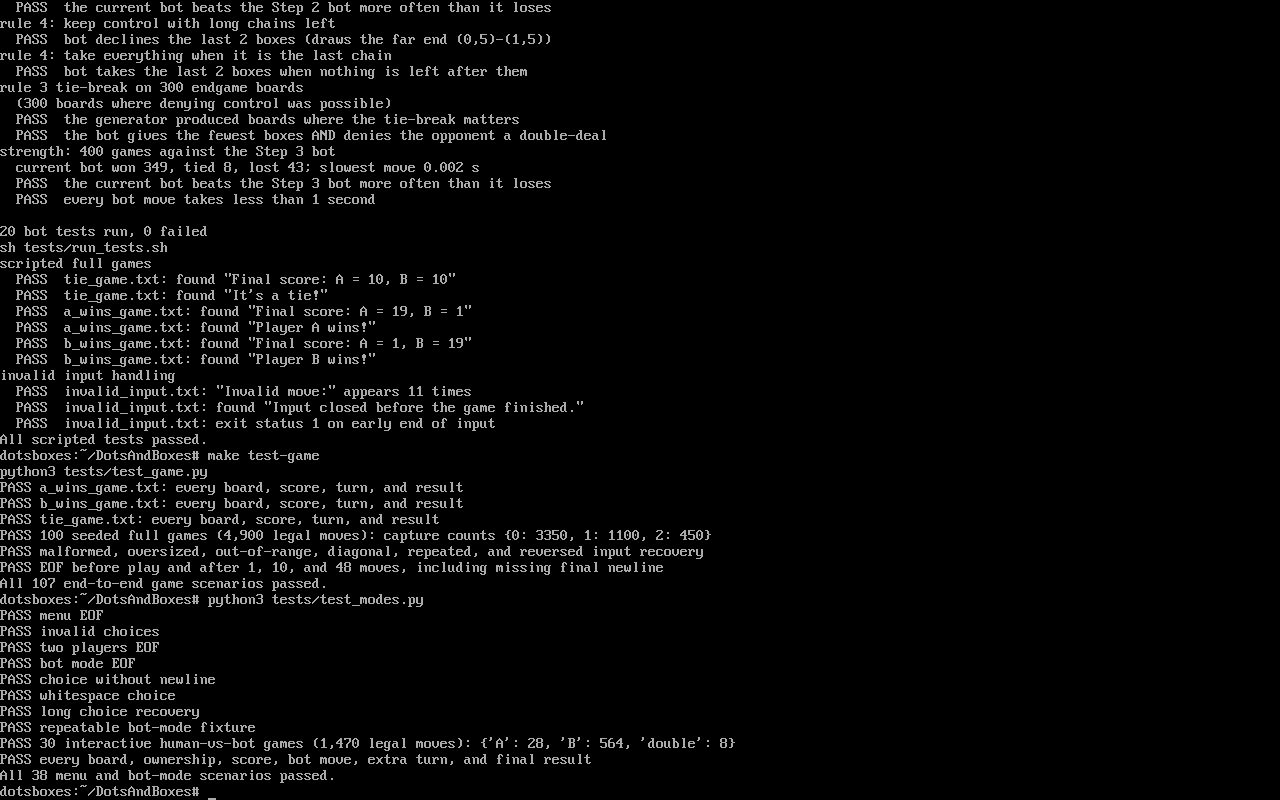 PASS  the current bot beats the Step 2 bot more often than it loses
rule 4: keep control with long chains left
PASS  bot declines the last 2 boxes (draws the far end (0,5)-(1,5))
rule 4: take everything when it is the last chain
PASS  bot takes the last 2 boxes when nothing is left after them
rule 3 tie-break on 300 endgame boards
(300 boards where denying control was possible)
PASS  the generator produced boards where the tie-break matters
PASS  the bot gives the fewest boxes AND denies the opponent a double-deal
strength: 400 games against the Step 3 bot
current bot won 349, tied 8, lost 43; slowest move 0.002 s
PASS  the current bot beats the Step 3 bot more often than it loses
PASS  every bot move takes less than 1 second
20 bot tests run, 0 failed
sh tests/run_tests.sh
scripted full games
PASS  tie_game.txt: found "Final score: A = 10, B = 10"
PASS  tie_game.txt: found "It's a tie!"
PASS  a_wins_game.txt: found "Final score: A = 19, B = 1"
PASS  a_wins_game.txt: found "Player A wins!"
PASS  b_wins_game.txt: found "Final score: A = 1, B = 19"
PASS  b_wins_game.txt: found "Player B wins!"
invalid input handling
PASS  invalid_input.txt: "Invalid move:" appears 11 times
PASS  invalid_input.txt: found "Input closed before the game finished."
PASS  invalid_input.txt: exit status 1 on early end of input
All scripted tests passed.
dotsboxes:~/DotsAndBoxes# make test-game
python3 tests/test_game.py
PASS a_wins_game.txt: every board, score, turn, and result
PASS b_wins_game.txt: every board, score, turn, and result
PASS tie_game.txt: every board, score, turn, and result
PASS 100 seeded full games (4,900 legal moves): capture counts {0: 3350, 1: 1100, 2: 450}
PASS malformed, oversized, out-of-range, diagonal, repeated, and reversed input recovery
PASS EOF before play and after 1, 10, and 48 moves, including missing final newline
All 107 end-to-end game scenarios passed.
dotsboxes:~/DotsAndBoxes# python3 tests/test_modes.py
PASS menu EOF
PASS invalid choices
PASS two players EOF
PASS bot mode EOF
PASS choice without newline
PASS whitespace choice
PASS long choice recovery
PASS repeatable bot-mode fixture
PASS 30 interactive human-vs-bot games (1,470 legal moves): {'A': 28, 'B': 564, 'double': 8}
PASS every board, ownership, score, bot move, extra turn, and final result
All 38 menu and bot-mode scenarios passed.
dotsboxes:~/DotsAndBoxes# _